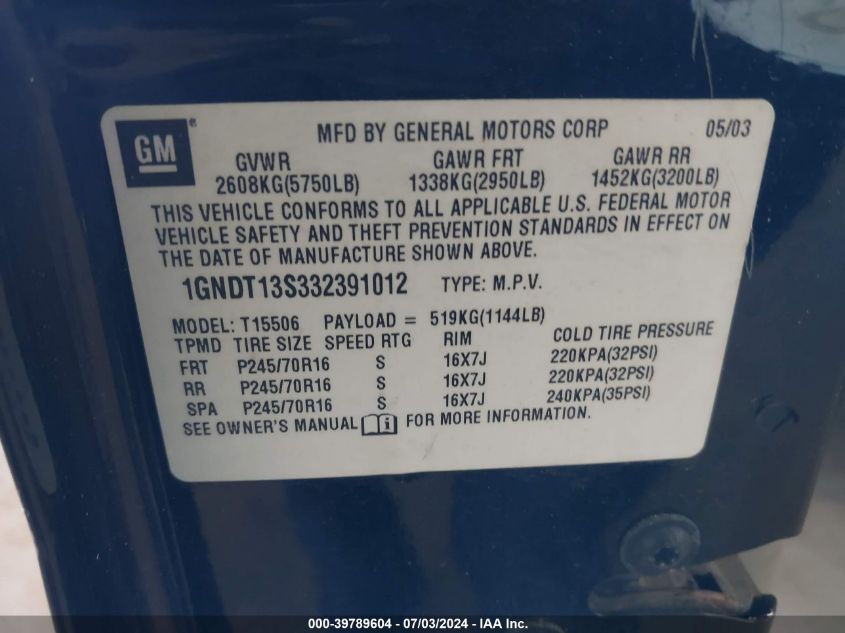 GM ®
MFD BY GENERAL MOTORS CORP 05/03
GVWR GAWR FRT GAWR RR
2608KG(5750LB) 1338KG(2950LB) 1452KG(3200LB)
THIS VEHICLE CONFORMS TO ALL APPLICABLE U.S. FEDERAL MOTOR
VEHICLE SAFETY AND THEFT PREVENTION STANDARDS IN EFFECT ON
THE DATE OF MANUFACTURE SHOWN ABOVE.
1GNDT13S332391012 TYPE: M.P.V.
MODEL: T15506 PAYLOAD = 519KG(1144LB)
TPMD TIRE SIZE SPEED RTG RIM COLD TIRE PRESSURE
FRT P245/70R16 S 16X7J 220KPA(32PSI)
RR P245/70R16 S 16X7J 220KPA(32PSI)
SPA P245/70R16 S 16X7J 240KPA(35PSI)
SEE OWNER'S MANUAL i FOR MORE INFORMATION.
000-39789604 - 07/03/2024 - IAA Inc.